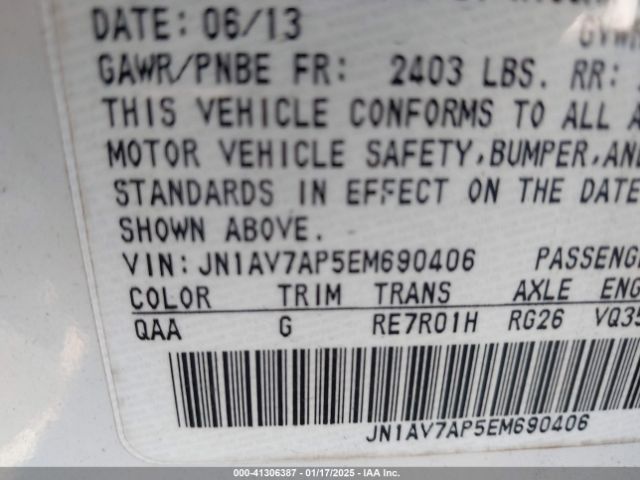 DATE: 06/13
GAWR/PNBE FR: 2403 LBS. RR:
THIS VEHICLE CONFORMS TO ALL A
MOTOR VEHICLE SAFETY,BUMPER,AN
STANDARDS IN EFFECT ON THE DATE
SHOWN ABOVE.
VIN: JN1AV7AP5EM690406 PASSENG
COLOR TRIM TRANS AXLE ENG
QAA G RE7R01H RG26 VQ35
JN1AV7AP5EM690406
000-41306387 - 01/17/2025 - IAA Inc.